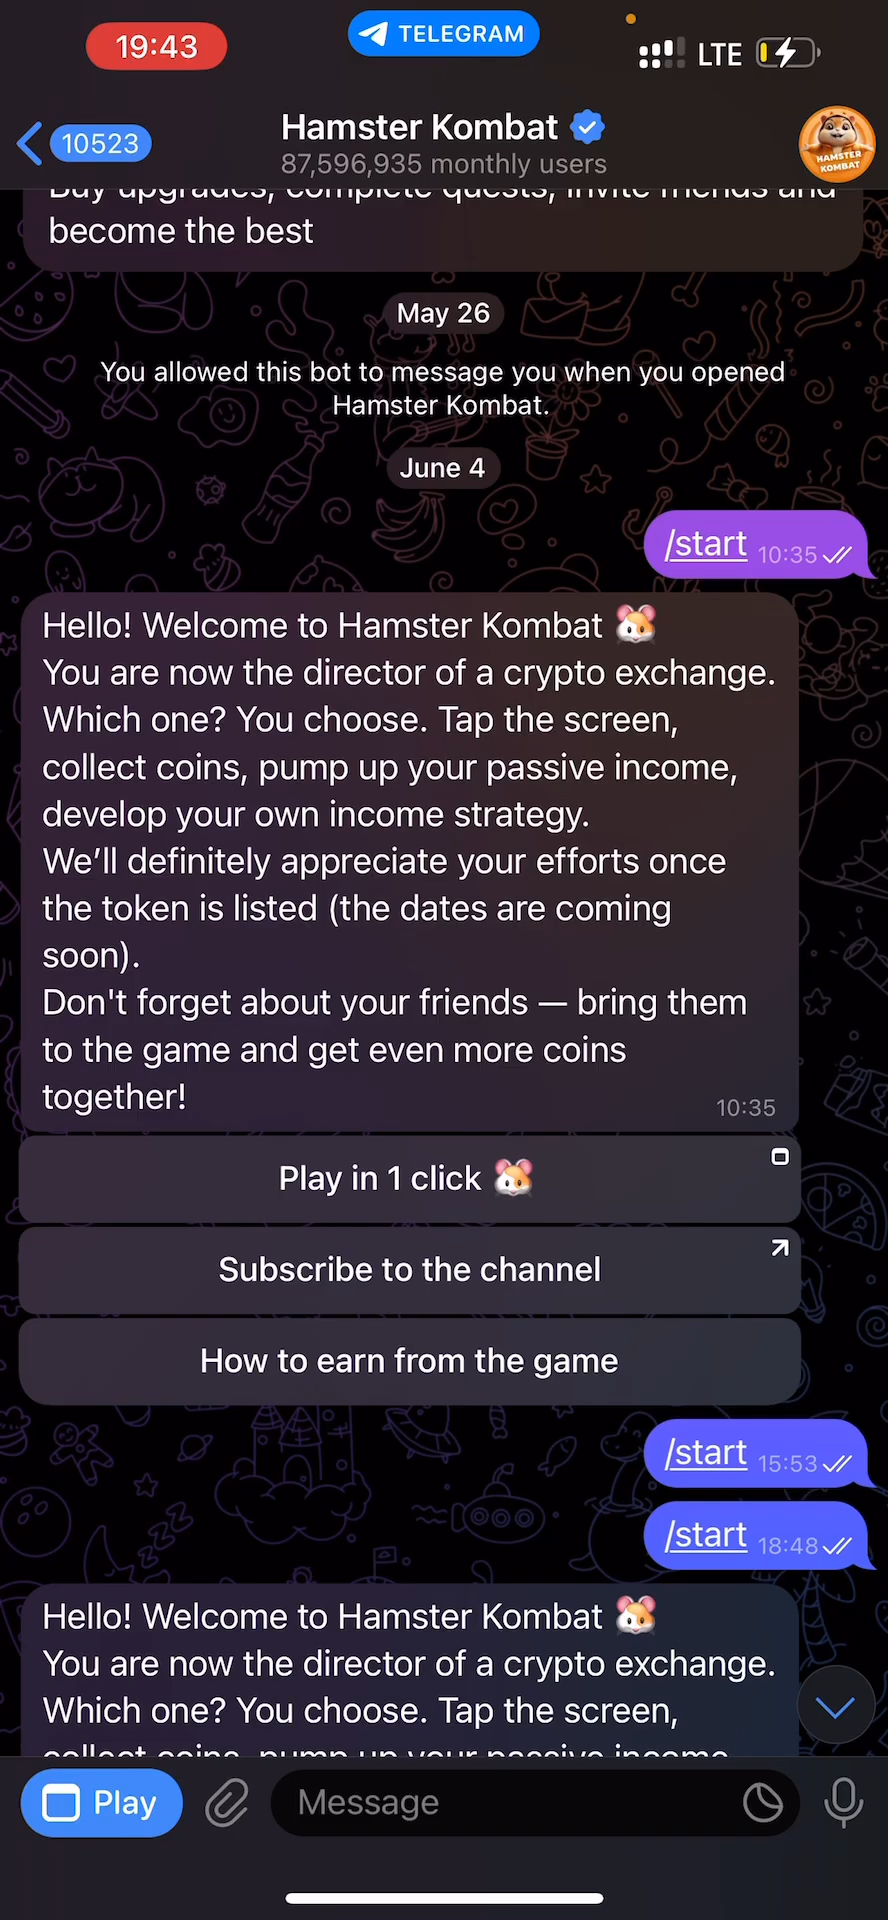 19:43
TELEGRAM
LTE
10523
Hamster Kombat
87,596,935 monthly users
HAMSTER
KOMBAT
Buy upgrades, complete quests, invite friends and
become the best
May 26
You allowed this bot to message you when you opened
Hamster Kombat.
June 4
/start 10:35
Hello! Welcome to Hamster Kombat 🐹
You are now the director of a crypto exchange.
Which one? You choose. Tap the screen,
collect coins, pump up your passive income,
develop your own income strategy.
We’ll definitely appreciate your efforts once
the token is listed (the dates are coming
soon).
Don't forget about your friends — bring them
to the game and get even more coins
together!
10:35
Play in 1 click 🐹
Subscribe to the channel
How to earn from the game
/start 15:53
/start 18:48
Hello! Welcome to Hamster Kombat 🐹
You are now the director of a crypto exchange.
Which one? You choose. Tap the screen,
collect coins, pump up your passive income,
Play
Message